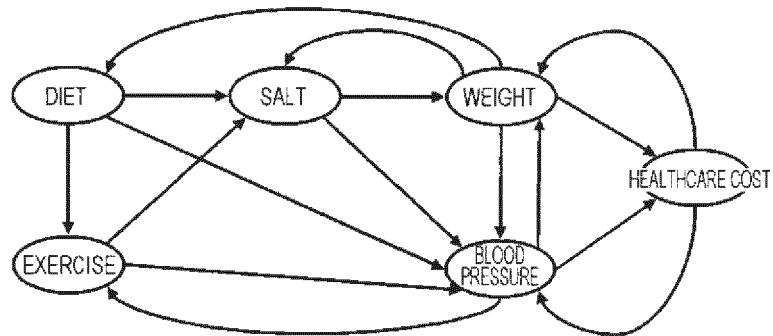 DIET
SALT
WEIGHT
HEALTHCARE COST
EXERCISE
BLOOD
PRESSURE